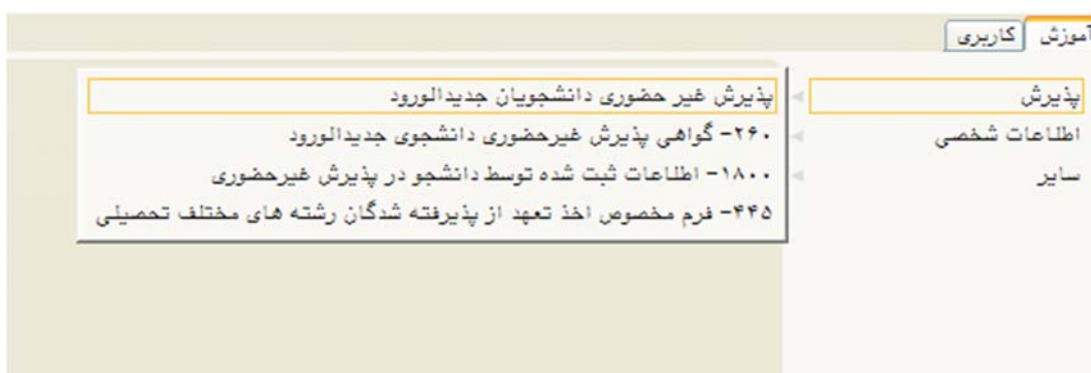 آموزش کاربری
پذیرش
اطلاعات شخصی
سایر
پذیرش غیر حضوری دانشجویان جدیدالورود
۲۶۰- گواهی پذیرش غیرحضوری دانشجوی جدیدالورود
۱۸۰۰- اطلاعات ثبت شده توسط دانشجو در پذیرش غیرحضوری
۴۴۵- فرم مخصوص اخذ تعهد از پذیرفته شدگان رشته های مختلف تحصیلی